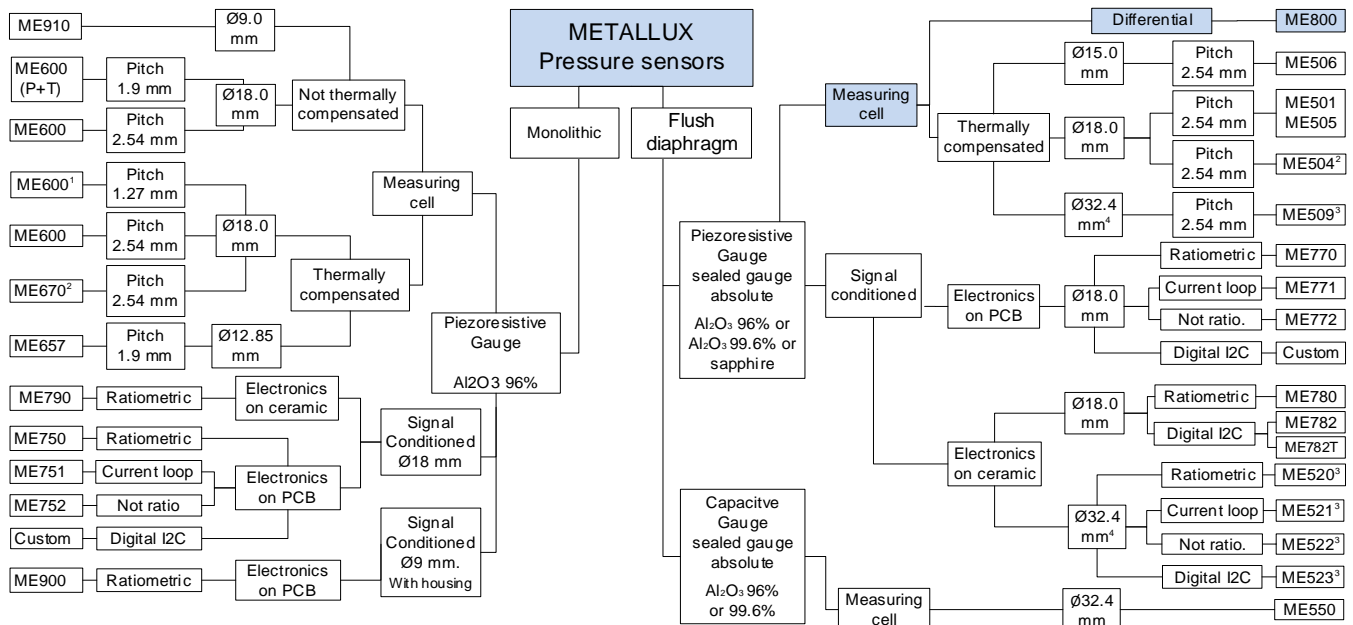 METALLUX
Pressure sensors
Monolithic
Flush
diaphragm
ME910
Ø9.0
mm
ME600
(P+T)
Pitch
1.9 mm
Ø18.0
mm
Not thermally
compensated
ME600
Pitch
2.54 mm
ME600¹
Pitch
1.27 mm
Measuring
cell
ME600
Pitch
2.54 mm
Ø18.0
mm
ME670²
Pitch
2.54 mm
Thermally
compensated
ME657
Pitch
1.9 mm
Ø12.85
mm
Piezoresistive
Gauge
Al2O3 96%
ME790
Ratiometric
Electronics
on ceramic
ME750
Ratiometric
Signal
Conditioned
Ø18 mm
ME751
Current loop
Electronics
on PCB
ME752
Not ratio
Custom
Digital I2C
Signal
Conditioned
Ø9 mm.
With housing
ME900
Ratiometric
Electronics
on PCB
Differential
ME800
Measuring
cell
Ø15.0
mm
Pitch
2.54 mm
ME506
Thermally
compensated
Ø18.0
mm
Pitch
2.54 mm
ME501
ME505
Pitch
2.54 mm
ME504²
Ø32.4
mm⁴
Pitch
2.54 mm
ME509³
Piezoresistive
Gauge
sealed gauge
absolute
Al₂O₃ 96% or
Al₂O₃ 99.6% or
sapphire
Signal
conditioned
Electronics
on PCB
Ø18.0
mm
Ratiometric
ME770
Current loop
ME771
Not ratio.
ME772
Digital I2C
Custom
Electronics
on ceramic
Ø18.0
mm
Ratiometric
ME780
Digital I2C
ME782
ME782T
Ø32.4
mm⁴
Ratiometric
ME520³
Current loop
ME521³
Not ratio.
ME522³
Digital I2C
ME523³
Capacitve
Gauge
sealed gauge
absolute
Al₂O₃ 96%
or 99.6%
Measuring
cell
Ø32.4
mm
ME550